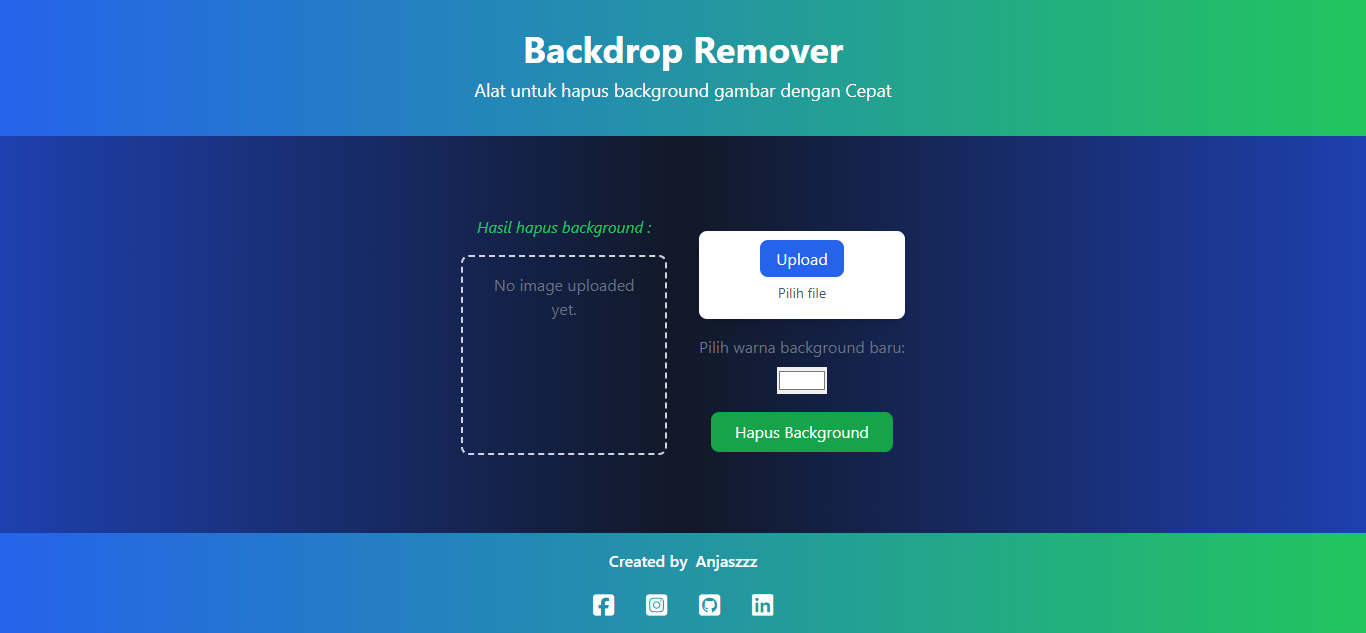 Backdrop Remover
Alat untuk hapus background gambar dengan Cepat
Hasil hapus background :
No image uploaded
yet.
Upload
Pilih file
Pilih warna background baru:
Hapus Background
Created by Anjaszzz